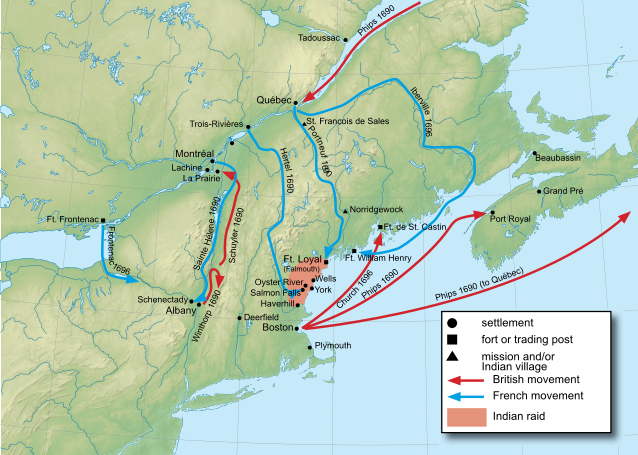 Phips 1690
Tadoussac
Québec
Iberville 1696
Trois-Rivières
St. François de Sales
Portneuf 1690
Hertel 1690
Montréal
Lachine
La Prairie
Beaubassin
Grand Pré
Port Royal
Norridgewock
Ft. de St. Castin
Ft. Frontenac
Frontenac 1696
Sainte Hélène 1690
Schuyler 1690
Ft. William Henry
Ft. Loyal
(Falmouth)
Church 1696
Phips 1690
Phips 1690 (to Québec)
Wells
Oyster River
York
Salmon Falls
Haverhill
Schenectady
Albany
Winthrop 1690
Deerfield
Boston
Plymouth
settlement
fort or trading post
mission and/or
Indian village
British movement
French movement
Indian raid